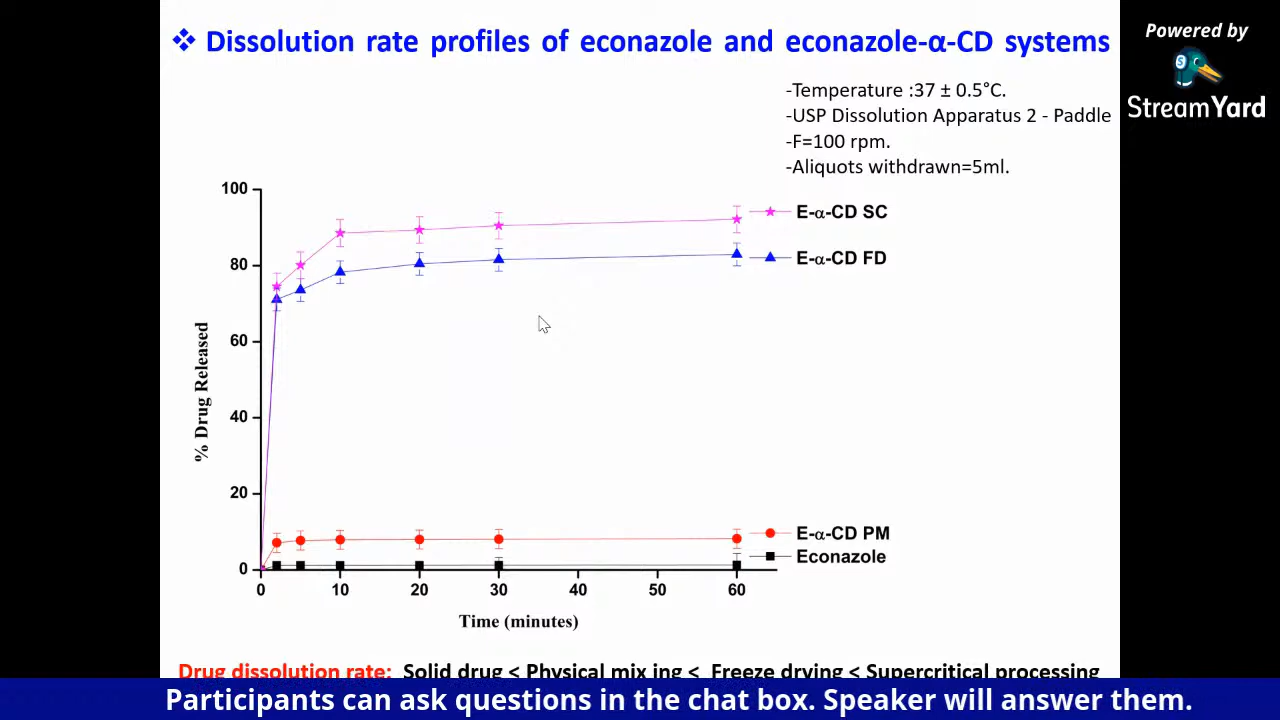 ❖ Dissolution rate profiles of econazole and econazole-α-CD systems
Powered by
StreamYard
-Temperature :37 ± 0.5°C.
-USP Dissolution Apparatus 2 - Paddle
-F=100 rpm.
-Aliquots withdrawn=5ml.
100
80
60
40
20
0
% Drug Released
E-α-CD SC
E-α-CD FD
E-α-CD PM
Econazole
0 10 20 30 40 50 60
Time (minutes)
Drug dissolution rate: Solid drug < Physical mix ing < Freeze drying < Supercritical processing
Participants can ask questions in the chat box. Speaker will answer them.